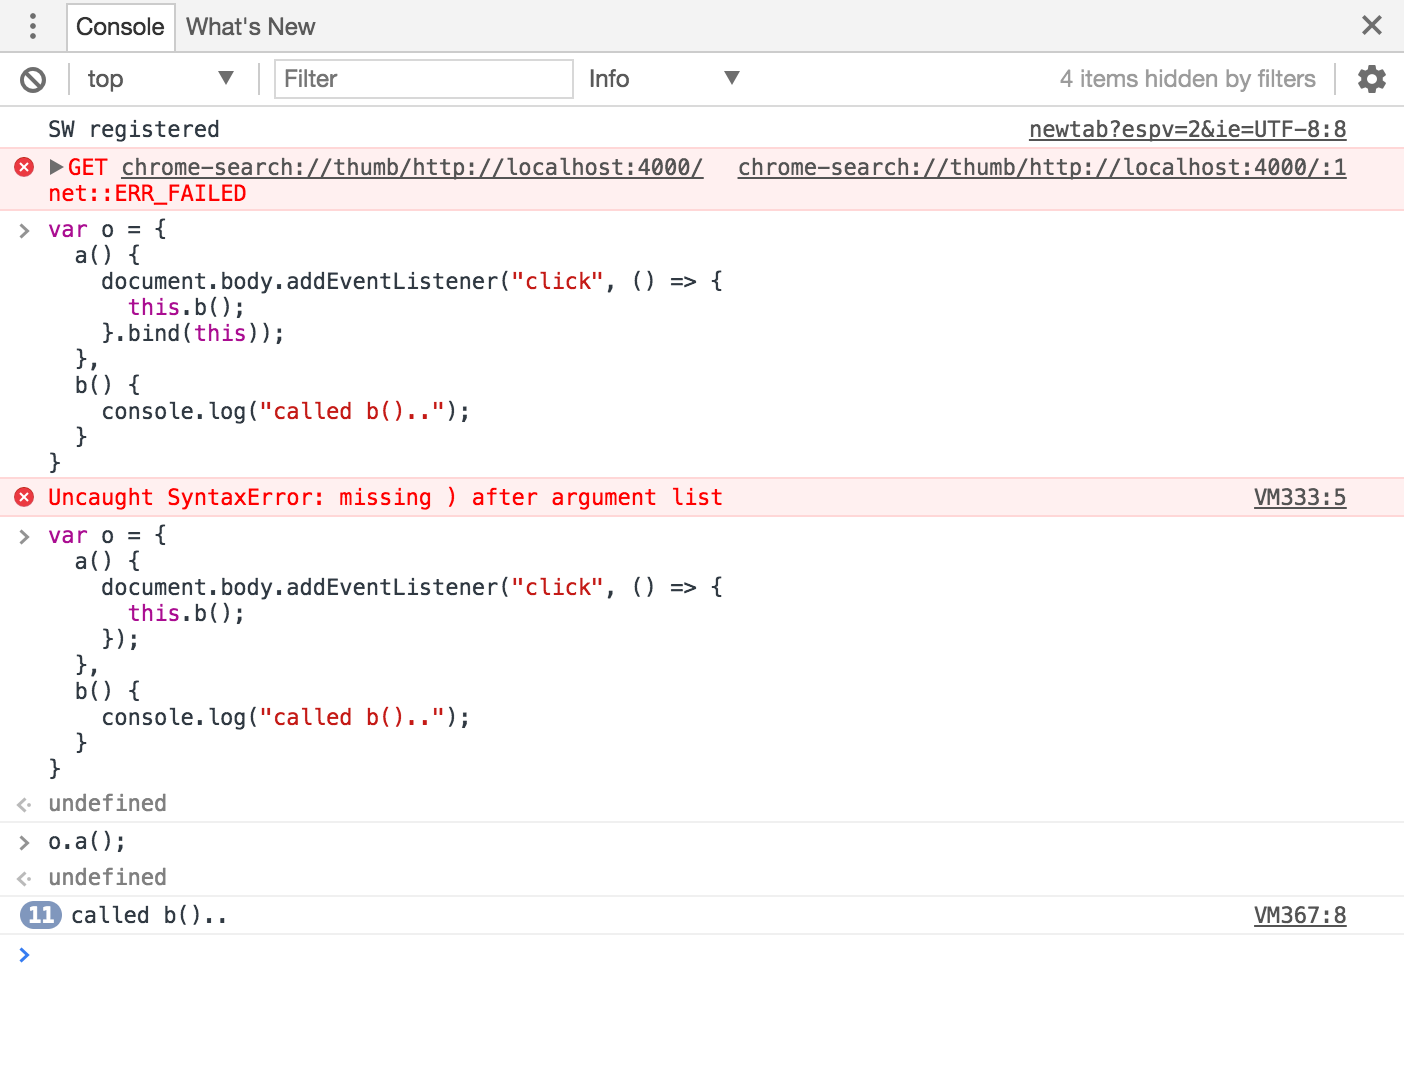 Console What's New
top Filter Info 4 items hidden by filters
SW registered newtab?espv=2&ie=UTF-8:8
GET chrome-search://thumb/http://localhost:4000/ chrome-search://thumb/http://localhost:4000/:1
net::ERR_FAILED
> var o = {
a() {
document.body.addEventListener("click", () => {
this.b();
}.bind(this));
},
b() {
console.log("called b()..");
}
}
Uncaught SyntaxError: missing ) after argument list VM333:5
> var o = {
a() {
document.body.addEventListener("click", () => {
this.b();
});
},
b() {
console.log("called b()..");
}
}
undefined
> o.a();
undefined
11 called b().. VM367:8
>